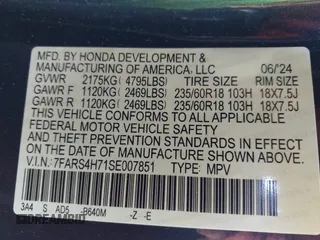 MFD. BY HONDA DEVELOPMENT &
MANUFACTURING OF AMERICA, LLC 06/'24
GVWR 2175KG ( 4795LBS) TIRE SIZE RIM SIZE
GAWR F 1120KG ( 2469LBS) 235/60R18 103H 18X7.5J
GAWR R 1120KG ( 2469LBS) 235/60R18 103H 18X7.5J
THIS VEHICLE CONFORMS TO ALL APPLICABLE
FEDERAL MOTOR VEHICLE SAFETY STANDARDS IN
EFFECT ON THE DATE OF MANUFACTURE SHOWN ABOVE.
V.I.N.: 7FARS4H71SE007851 TYPE: MPV
3A4 S AD5 B640M -Z -E
DREAMBID